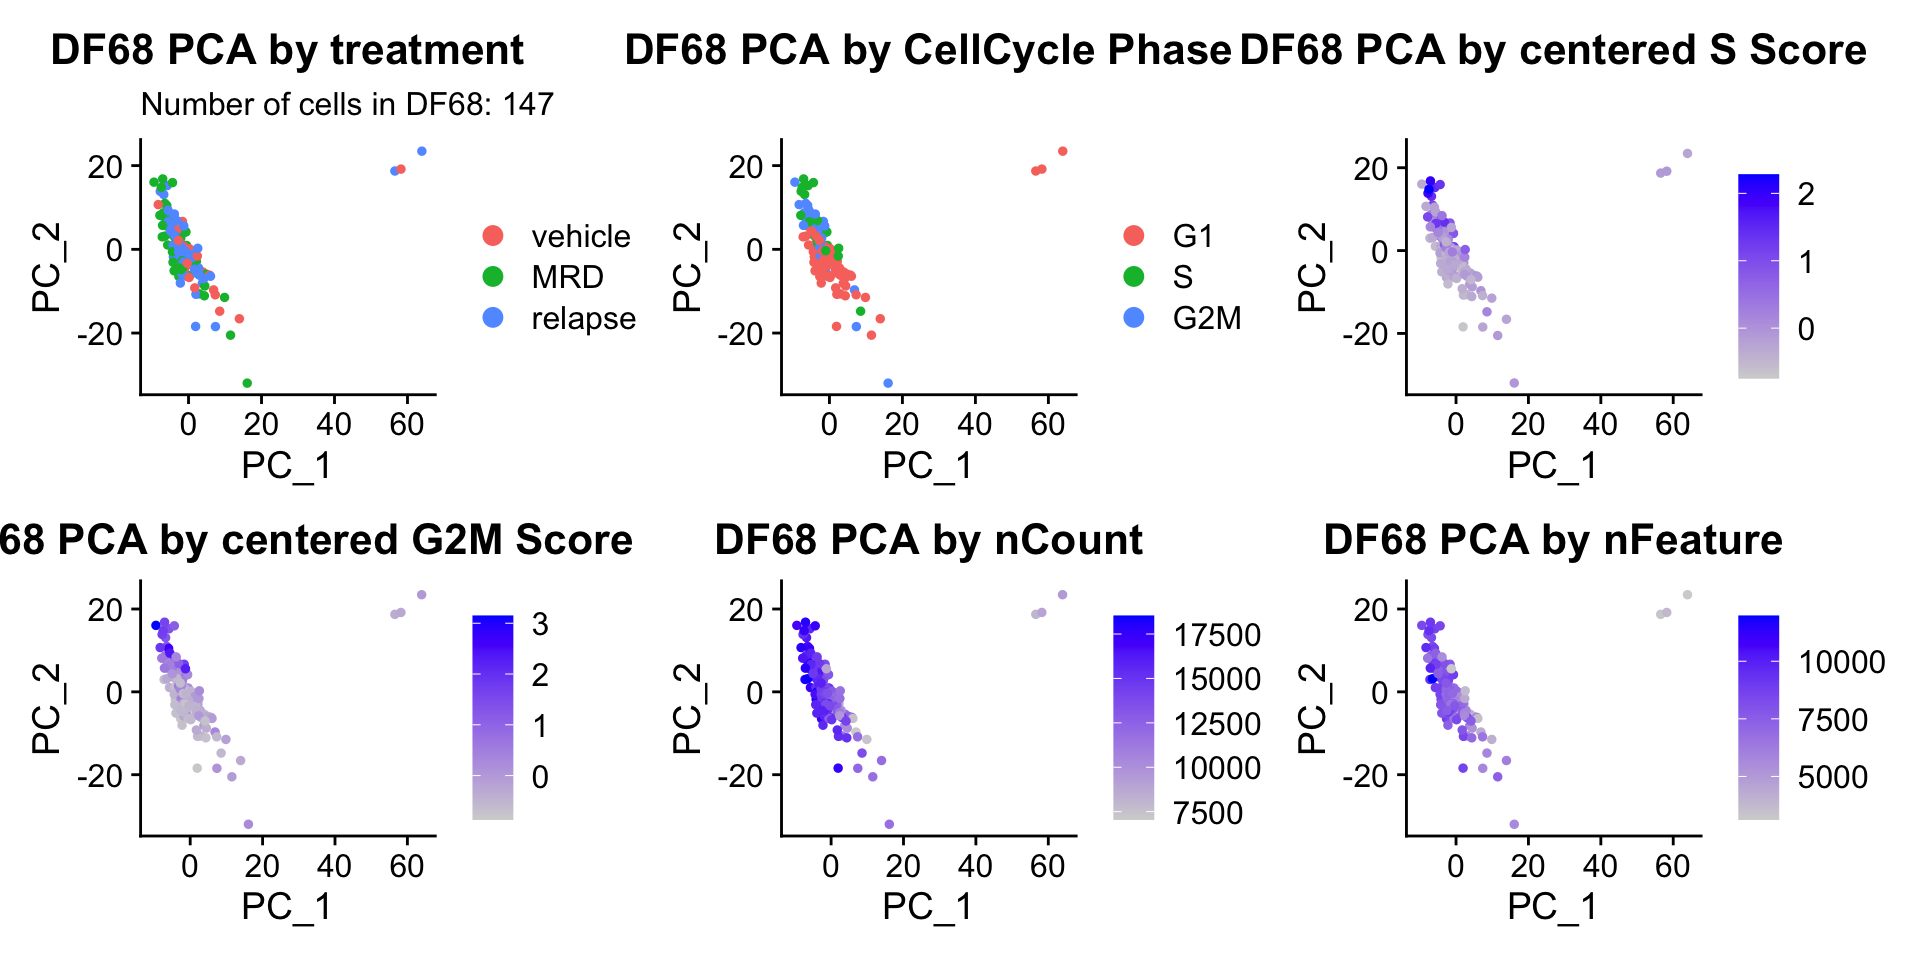 DF68 PCA by treatment
Number of cells in DF68: 147
20
0
-20
PC_2
0 20 40 60
PC_1
vehicle
MRD
relapse
DF68 PCA by CellCycle Phase
20
0
-20
PC_2
0 20 40 60
PC_1
G1
S
G2M
DF68 PCA by centered S Score
20
0
-20
PC_2
0 20 40 60
PC_1
2
1
0
68 PCA by centered G2M Score
20
0
-20
PC_2
0 20 40 60
PC_1
3
2
1
0
DF68 PCA by nCount
20
0
-20
PC_2
0 20 40 60
PC_1
17500
15000
12500
10000
7500
DF68 PCA by nFeature
20
0
-20
PC_2
0 20 40 60
PC_1
10000
7500
5000